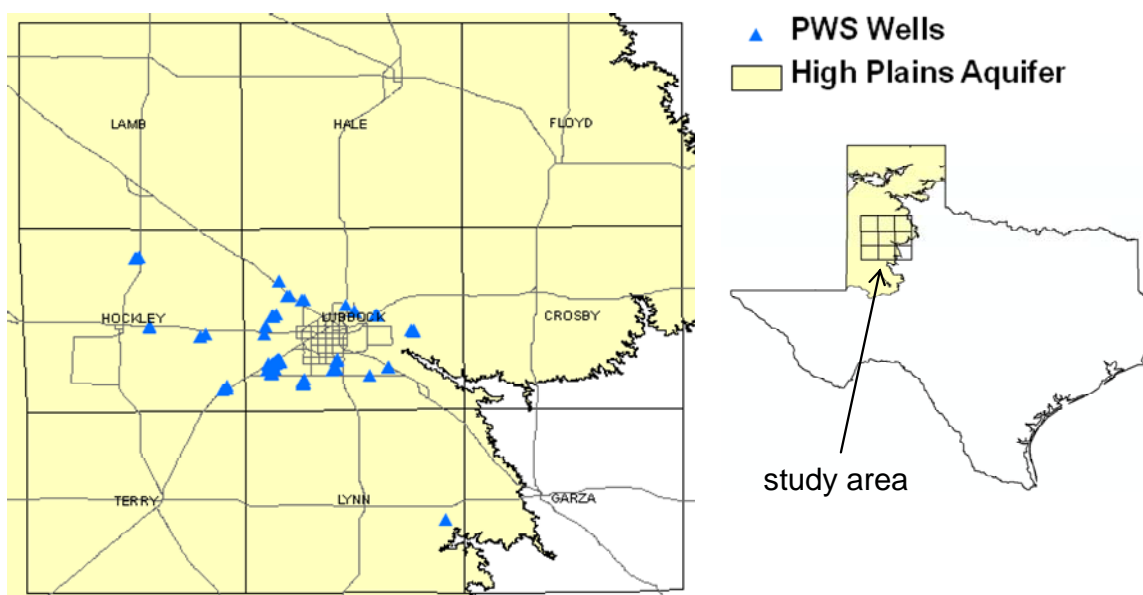 PWS Wells
High Plains Aquifer
LAMB
HALE
FLOYD
HOCKLEY
LUBBOCK
CROSBY
TERRY
LYNN
GARZA
study area